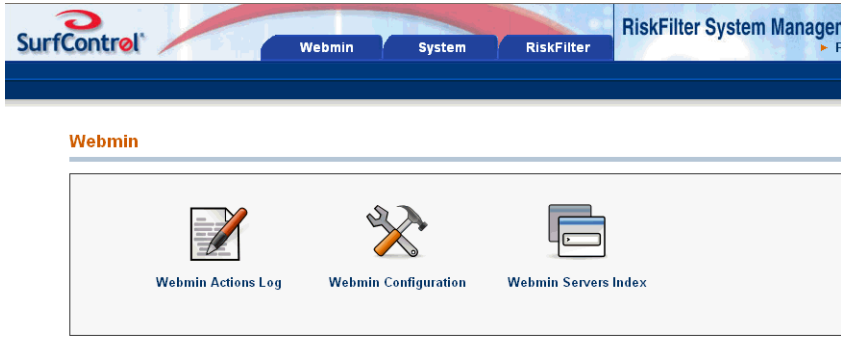 SurfControl
Webmin System RiskFilter
RiskFilter System Manager
Webmin
Webmin Actions Log Webmin Configuration Webmin Servers Index